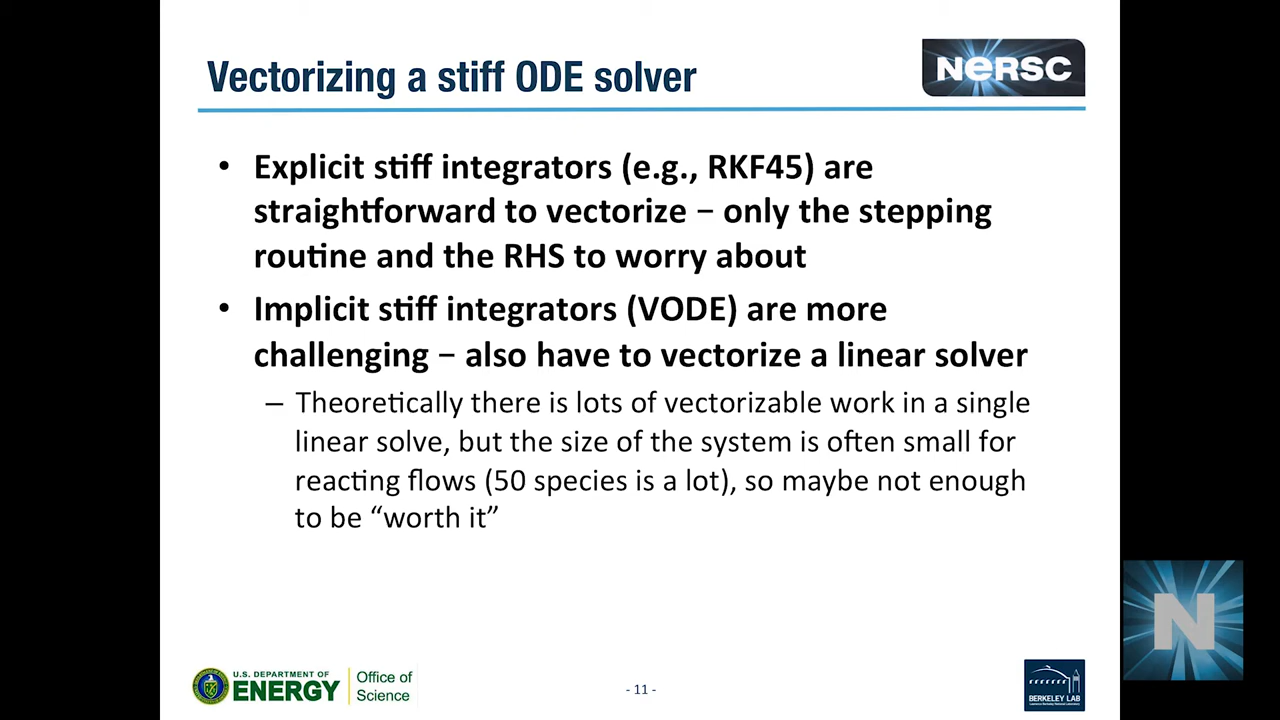 Vectorizing a stiff ODE solver
NERSC
• Explicit stiff integrators (e.g., RKF45) are
straightforward to vectorize − only the stepping
routine and the RHS to worry about
• Implicit stiff integrators (VODE) are more
challenging − also have to vectorize a linear solver
– Theoretically there is lots of vectorizable work in a single
linear solve, but the size of the system is often small for
reacting flows (50 species is a lot), so maybe not enough
to be “worth it”
N
U.S. DEPARTMENT OF
ENERGY
Office of
Science
- 11 -
BERKELEY LAB